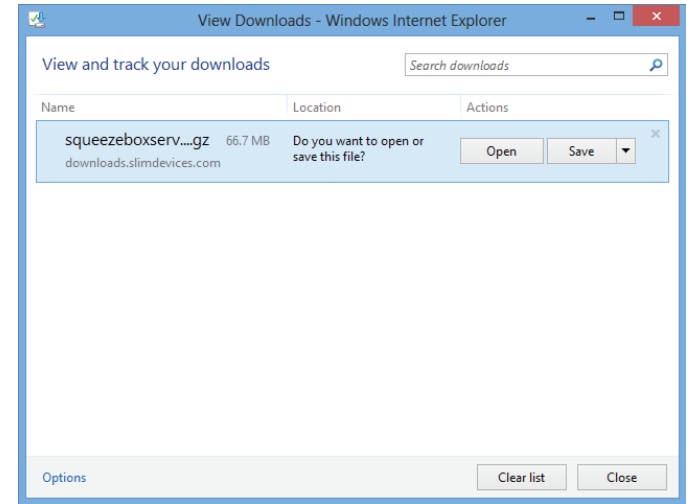 View Downloads - Windows Internet Explorer
View and track your downloads
Search downloads
Name Location Actions
squeezeboxserv....gz 66.7 MB Do you want to open or
save this file?
Open Save
downloads.slimdevices.com
Options Clear list Close